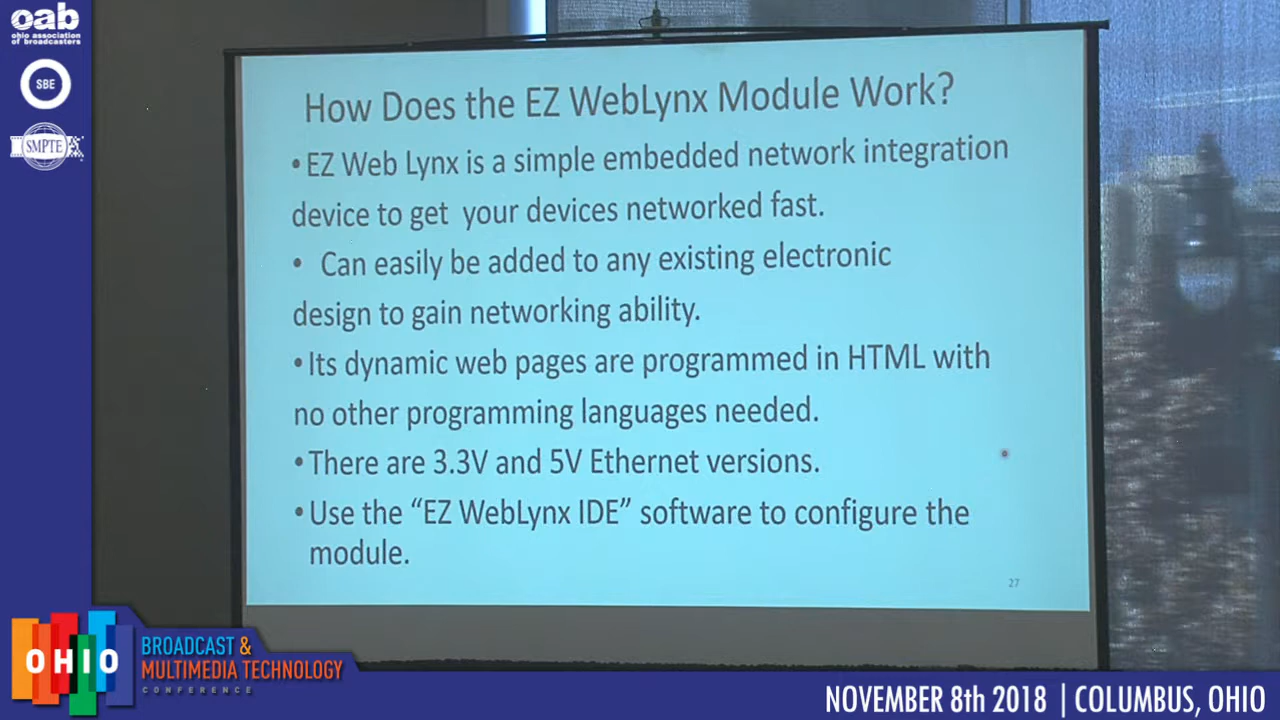 oab
ohio association
of broadcasters
SBE
SMPTE
How Does the EZ WebLynx Module Work?
•EZ Web Lynx is a simple embedded network integration
device to get your devices networked fast.
• Can easily be added to any existing electronic
design to gain networking ability.
•Its dynamic web pages are programmed in HTML with
no other programming languages needed.
•There are 3.3V and 5V Ethernet versions.
•Use the “EZ WebLynx IDE” software to configure the
module.
27
OHIO
BROADCAST &
MULTIMEDIA TECHNOLOGY
CONFERENCE
NOVEMBER 8th 2018 | COLUMBUS, OHIO